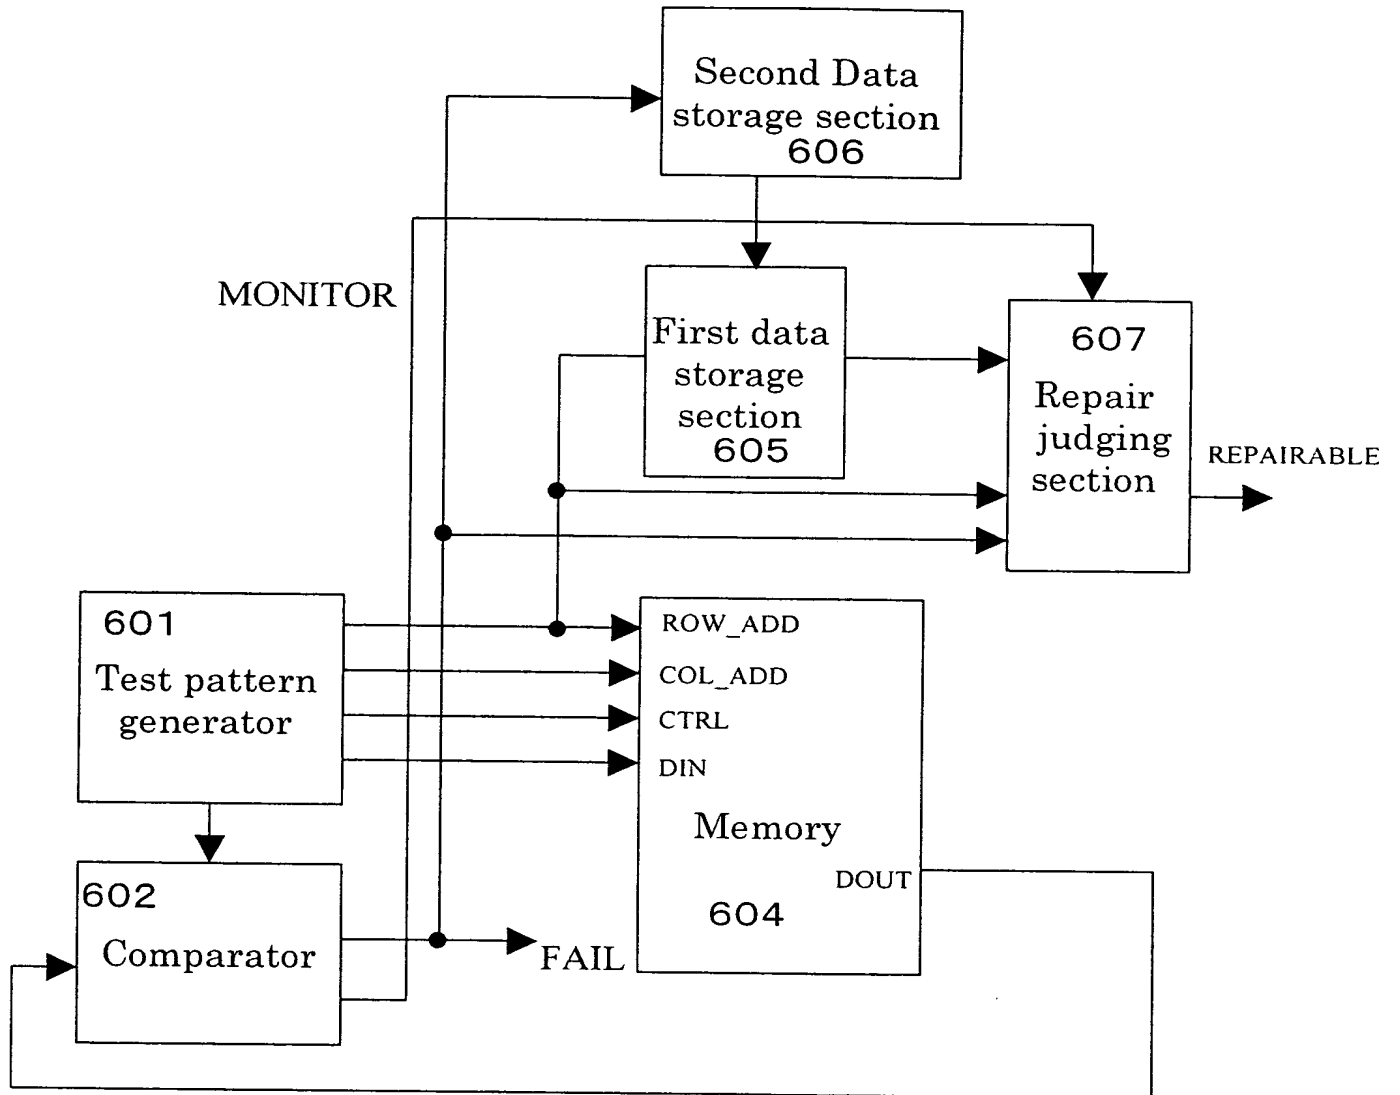 Second Data
storage section
606
MONITOR
First data
storage
section
605
607
Repair
judging
section
REPAIRABLE
601
Test pattern
generator
ROW_ADD
COL_ADD
CTRL
DIN
Memory
DOUT
604
602
Comparator
FAIL